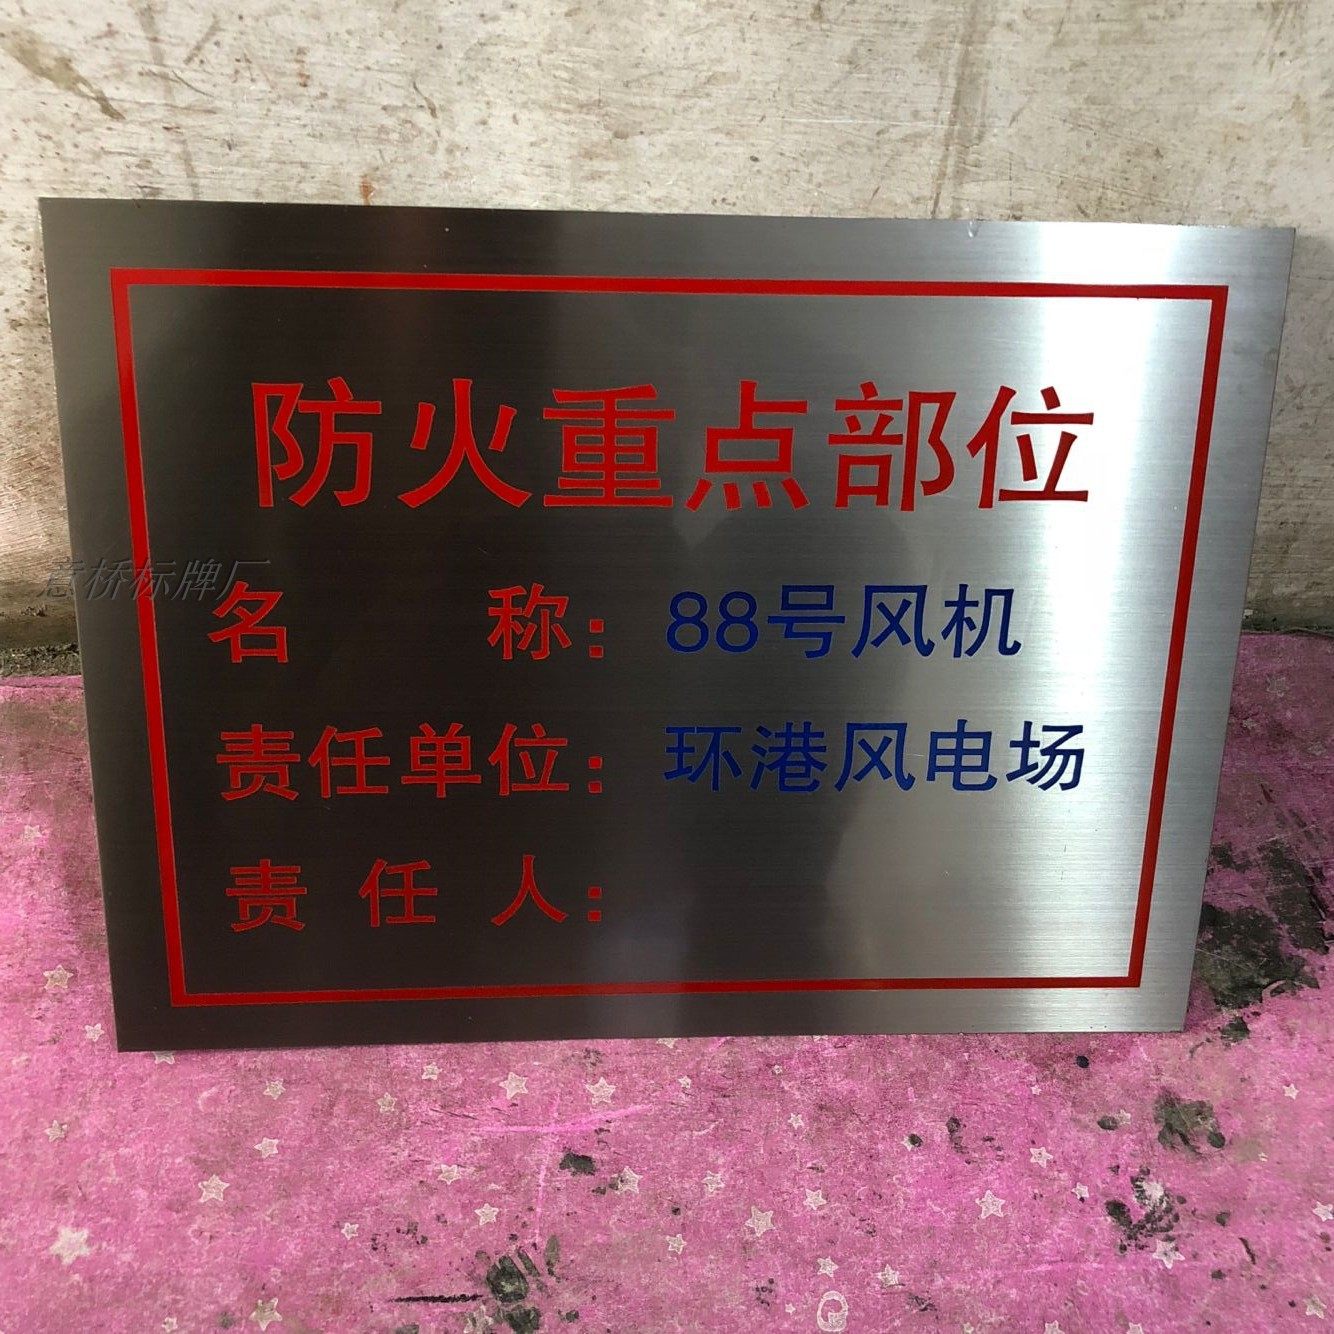 防火重点部位
意桥标牌厂
名 称：88号风机
责任单位：环港风电场
责 任 人：